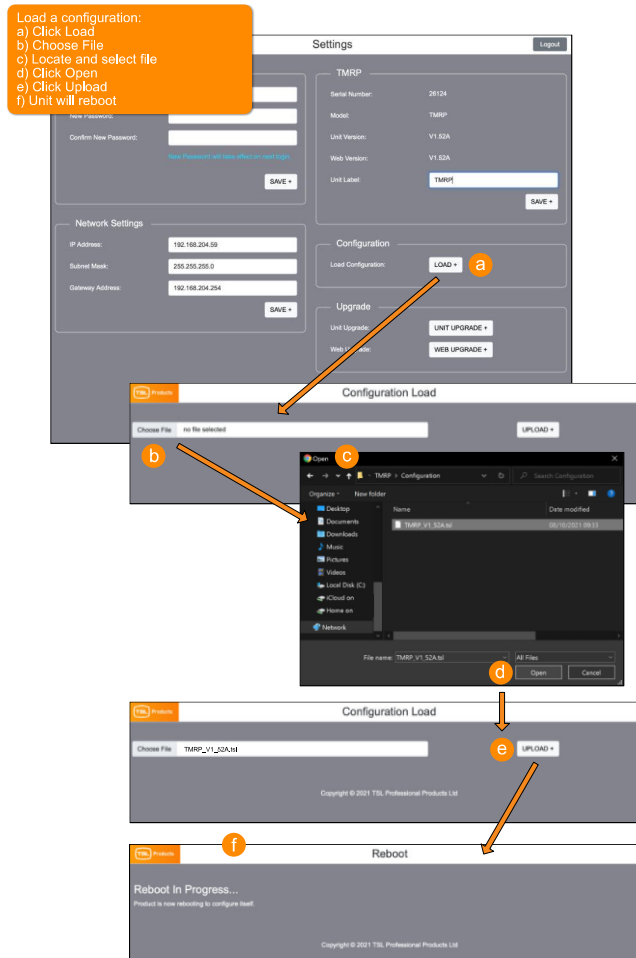 Load a configuration:
a) Click Load
b) Choose File
c) Locate and select file
d) Click Open
e) Click Upload
f) Unit will reboot
Settings
Logout
New Password:
Confirm New Password:
New Password will take effect on next login.
SAVE +
TMRP
Serial Number: 26124
Model: TMRP
Unit Version: V1.52A
Web Version: V1.52A
Unit Label: TMRP
SAVE +
Network Settings
IP Address: 192.168.204.59
Subnet Mask: 255.255.255.0
Gateway Address: 192.168.204.254
SAVE +
Configuration
Load Configuration: LOAD + a
Upgrade
Unit Upgrade: UNIT UPGRADE +
Web Upgrade: WEB UPGRADE +
TSL Products
Configuration Load
Choose File no file selected
UPLOAD +
b
Open c
TMRP › Configuration
Search Configuration
Organize New folder
Name Date modified
Desktop
Documents
Downloads
Music
Pictures
Videos
Local Disk (C:)
iCloud on
Home on
Network
TMRP_V1_52A.tsl 08/10/2021 09:33
File name: TMRP_V1_52A.tsl All Files
d Open Cancel
TSL Products
Configuration Load
Choose File TMRP_V1_52A.tsl
e UPLOAD +
Copyright © 2021 TSL Professional Products Ltd
f
TSL Products
Reboot
Reboot In Progress...
Product is now rebooting to configure itself.
Copyright © 2021 TSL Professional Products Ltd